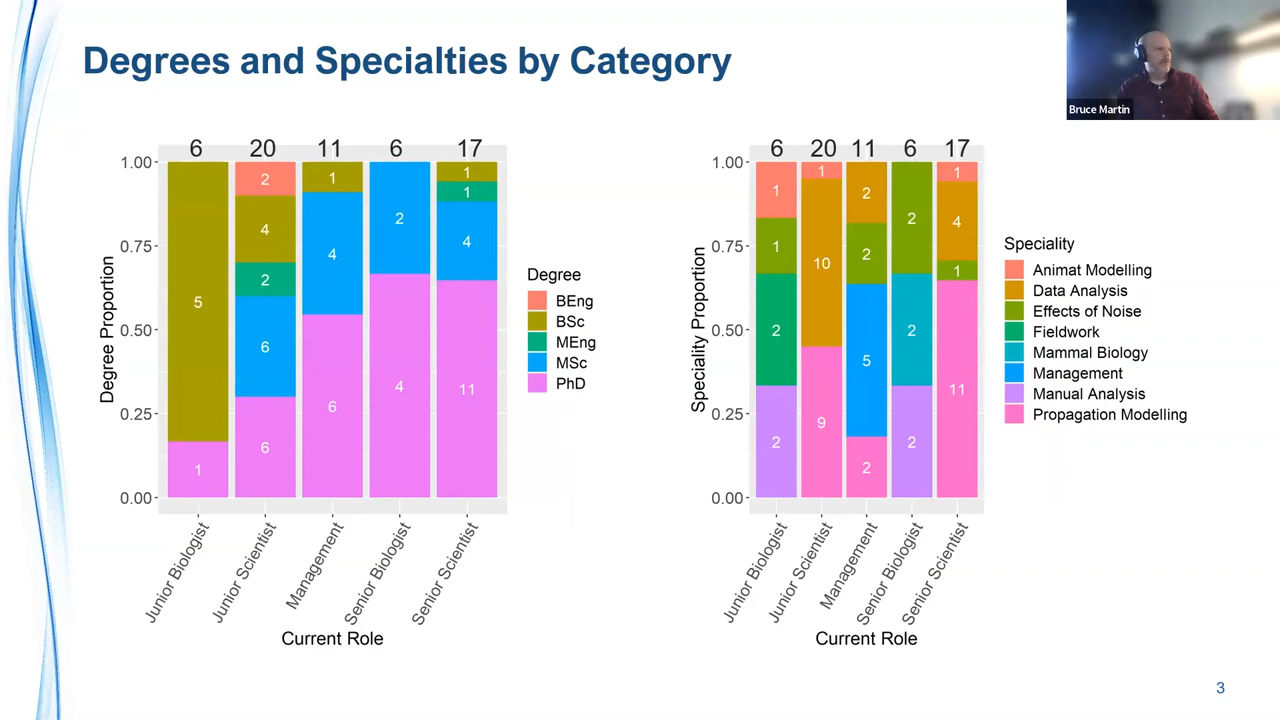 Degrees and Specialties by Category
Bruce Martin
6 20 11 6 17
1.00
0.75
0.50
0.25
0.00
Degree Proportion
5
1
2
4
2
6
6
1
4
6
2
4
1
1
4
11
Junior Biologist
Junior Scientist
Management
Senior Biologist
Senior Scientist
Current Role
Degree
BEng
BSc
MEng
MSc
PhD
6 20 11 6 17
1.00
0.75
0.50
0.25
0.00
Speciality Proportion
1
1
2
2
1
10
9
2
2
5
2
2
2
2
1
4
1
11
Junior Biologist
Junior Scientist
Management
Senior Biologist
Senior Scientist
Current Role
Speciality
Animat Modelling
Data Analysis
Effects of Noise
Fieldwork
Mammal Biology
Management
Manual Analysis
Propagation Modelling
3